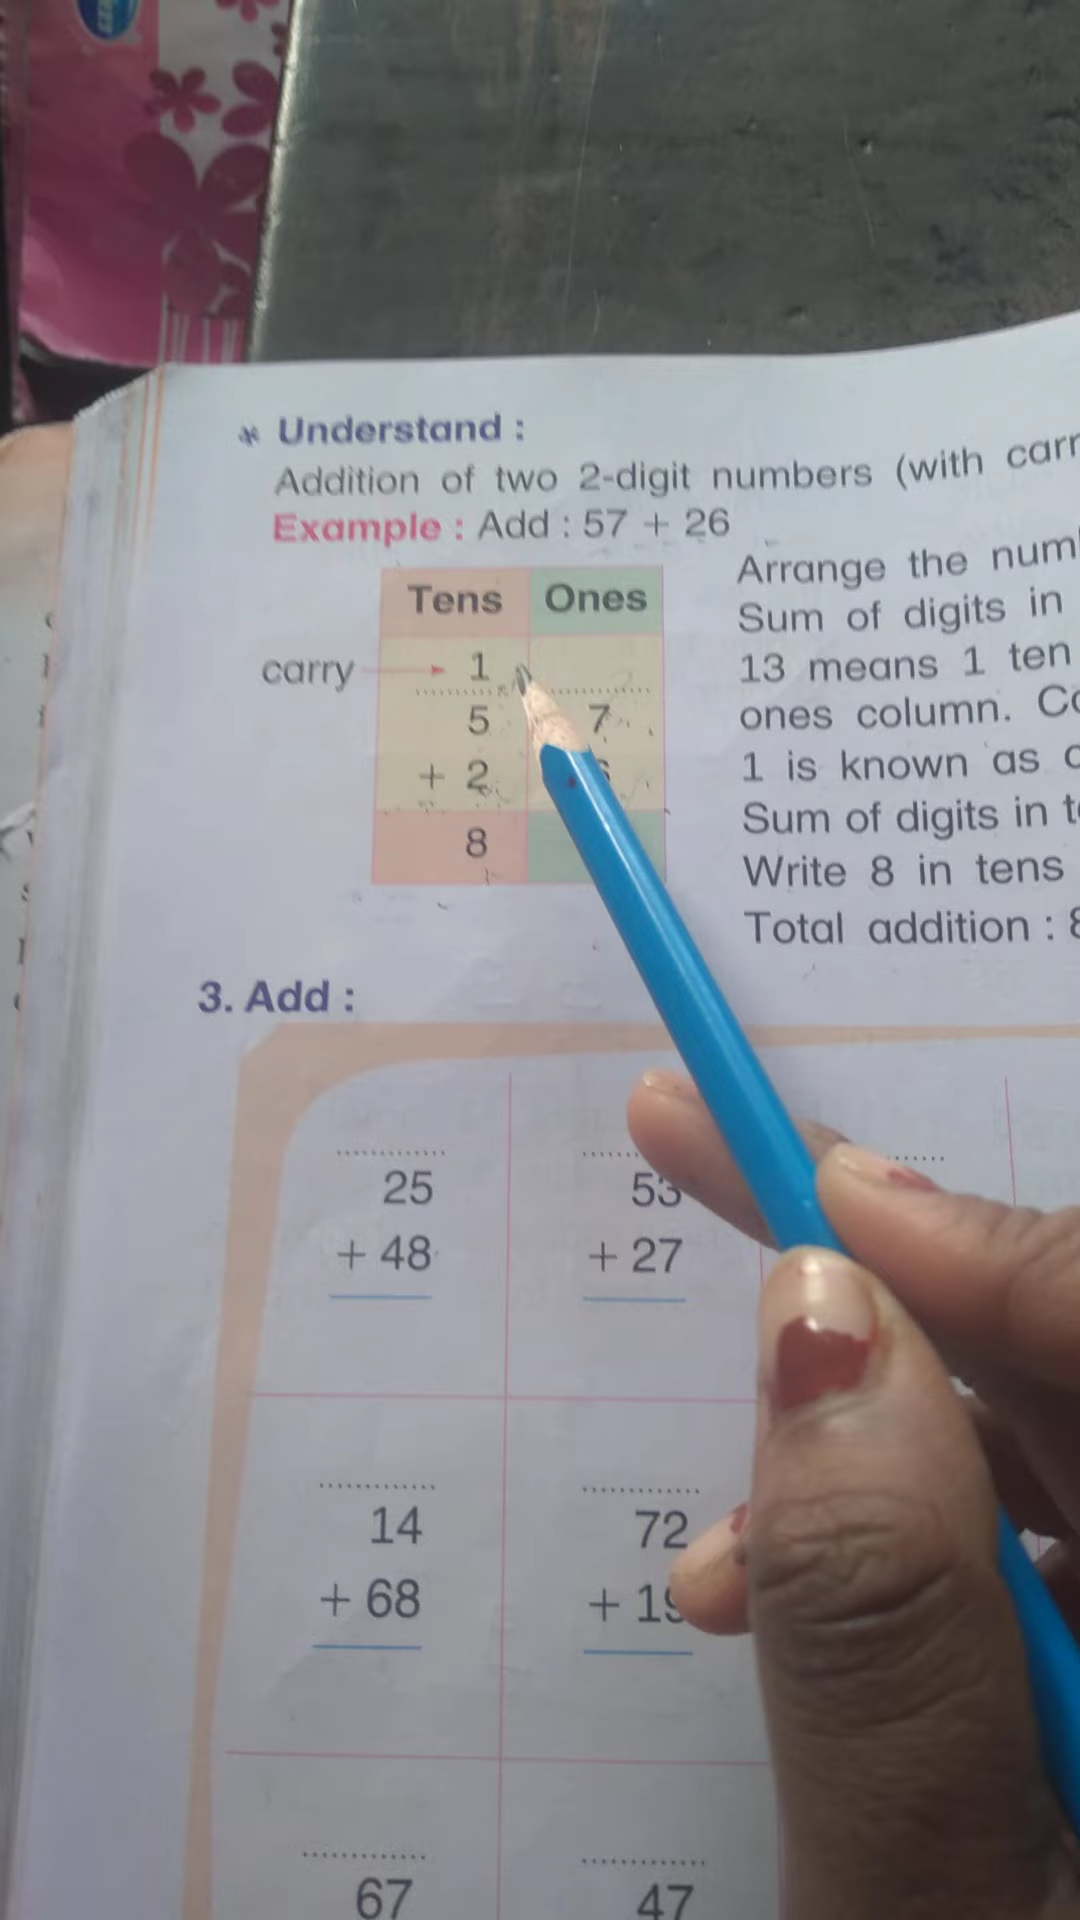 * Understand :
Addition of two 2-digit numbers (with
Example : Add : 57 + 26
Tens Ones
carry 1
5 7
+ 2
8
Arrange the
Sum of digits in
13 means 1 ten
ones column.
1 is known as
Sum of digits in
Write 8 in tens
Total addition :
3. Add :
25 53
+ 48 + 27
14 72
+ 68 + 19
67 47